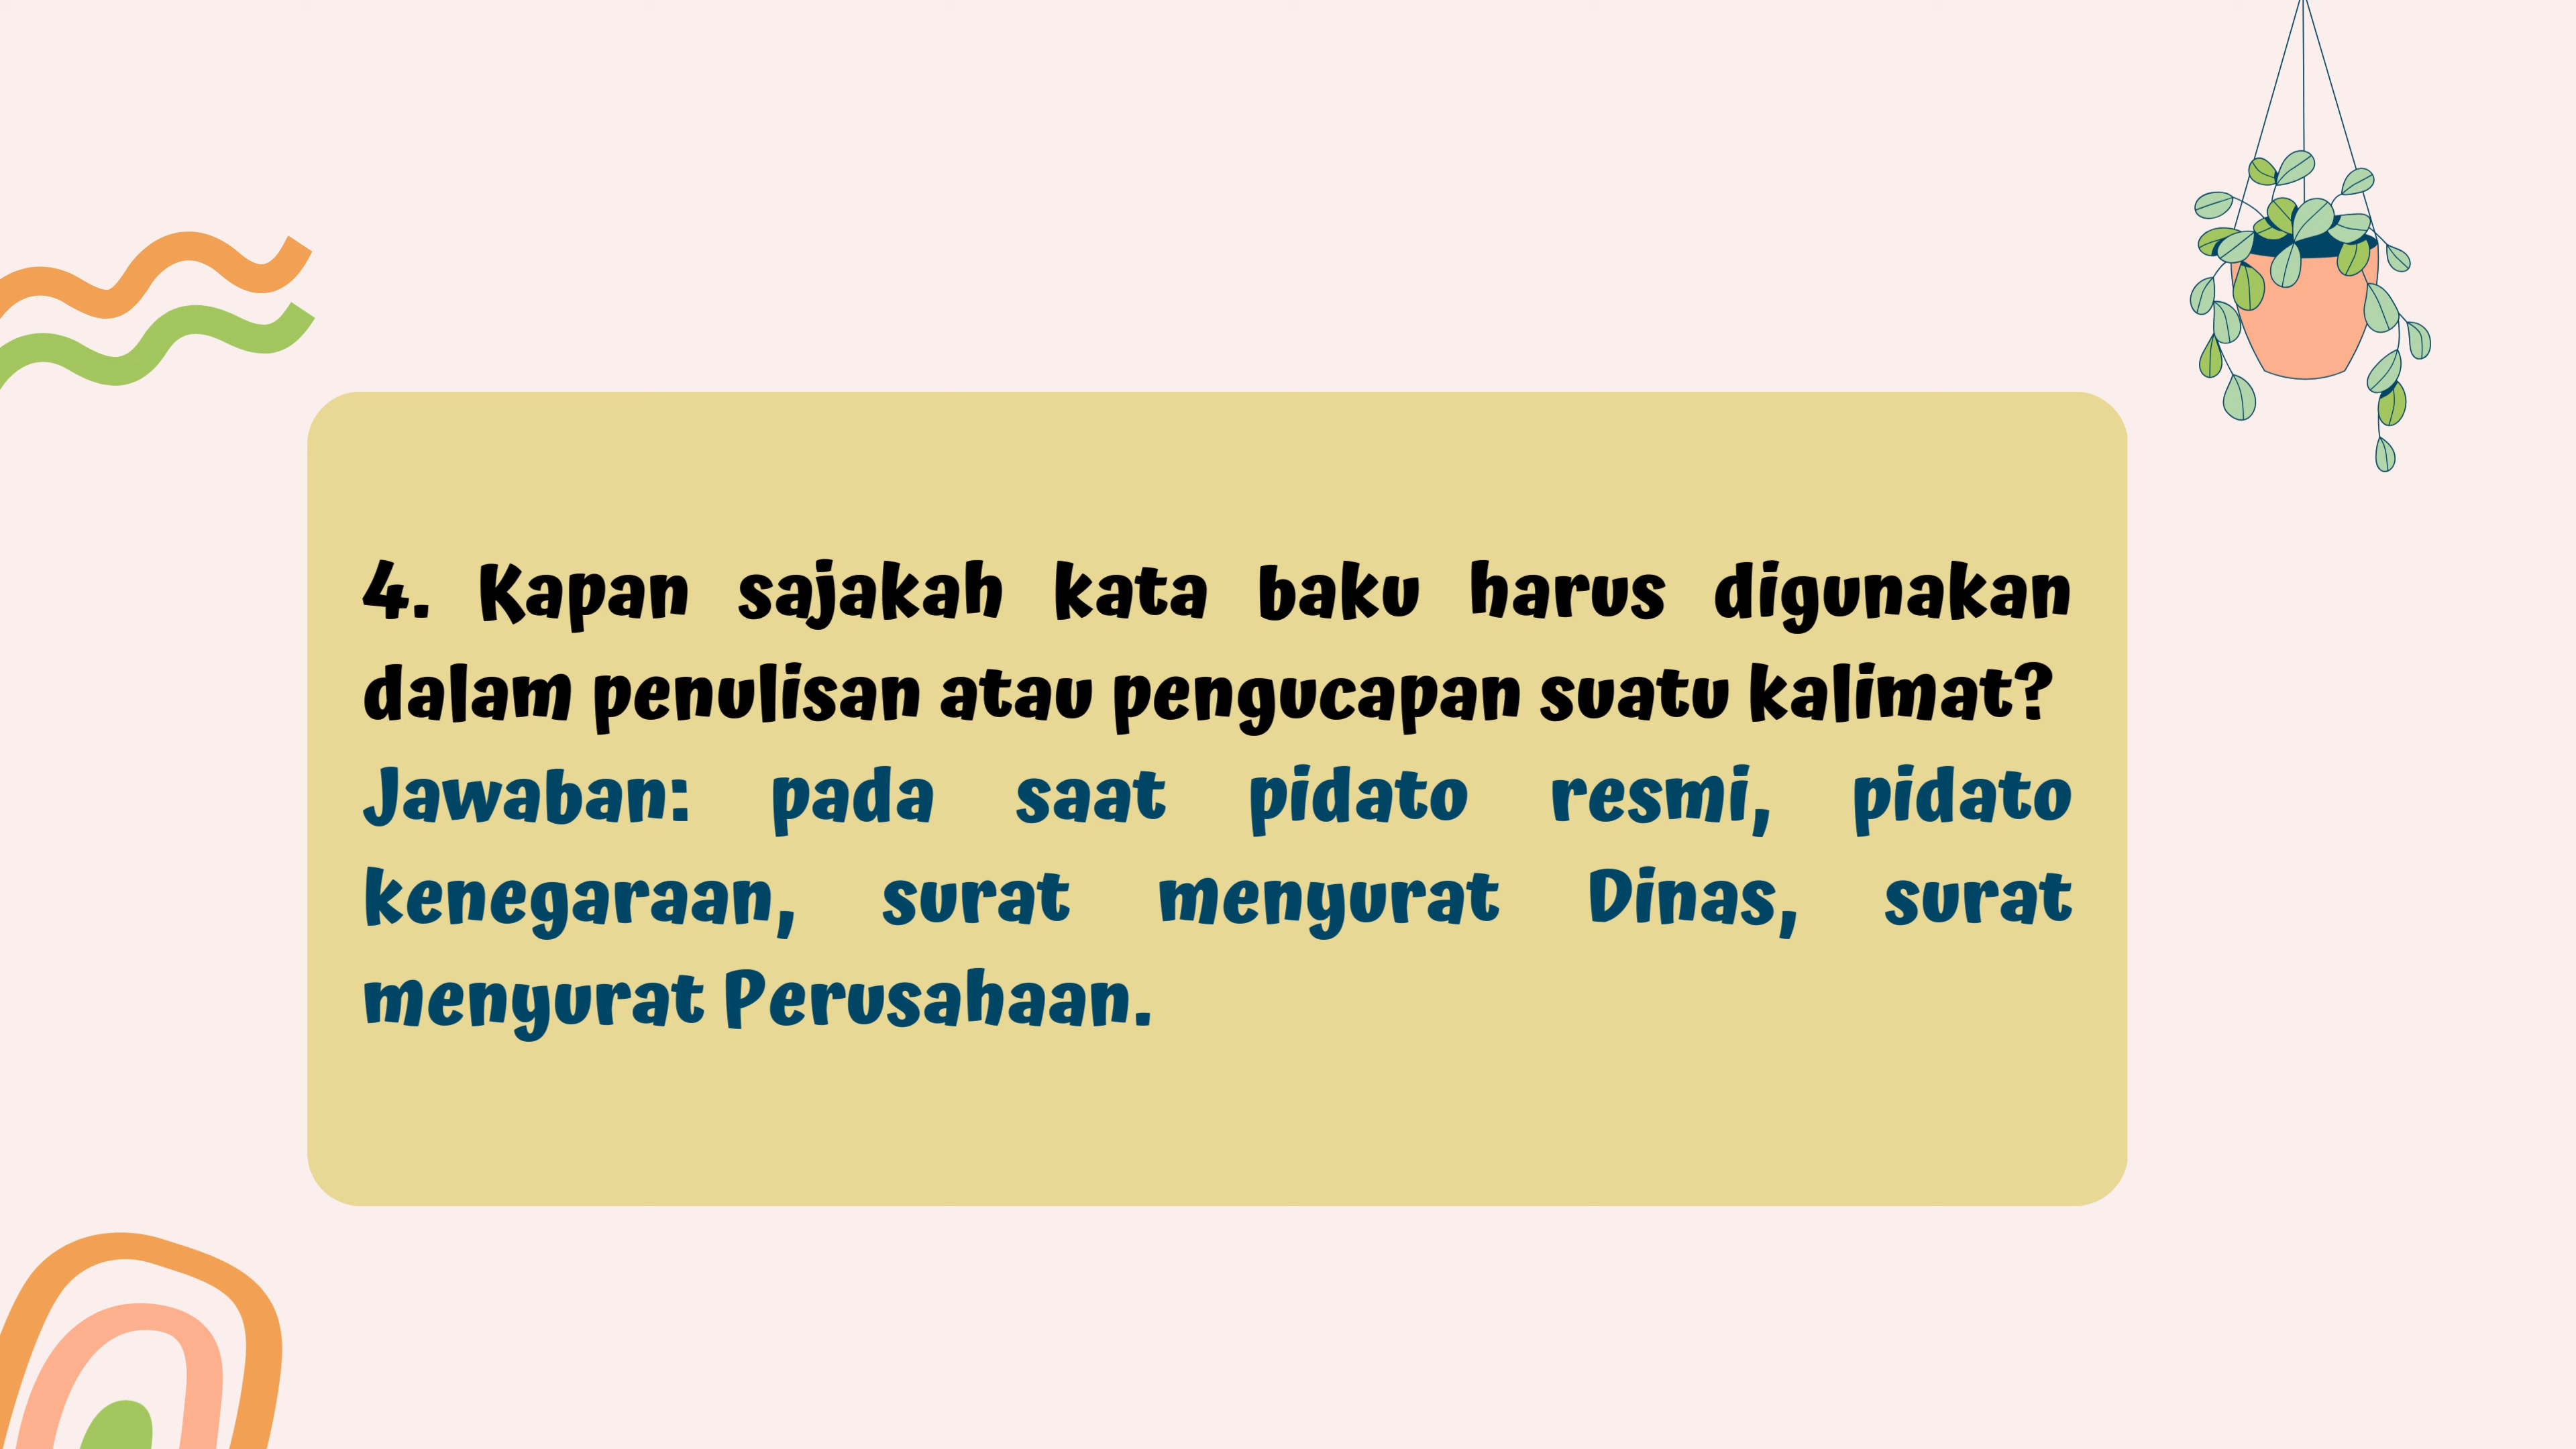 4. Kapan sajakah kata baku harus digunakan
dalam penulisan atau pengucapan suatu kalimat?
Jawaban: pada saat pidato resmi, pidato
kenegaraan, surat menyurat Dinas, surat
menyurat Perusahaan.